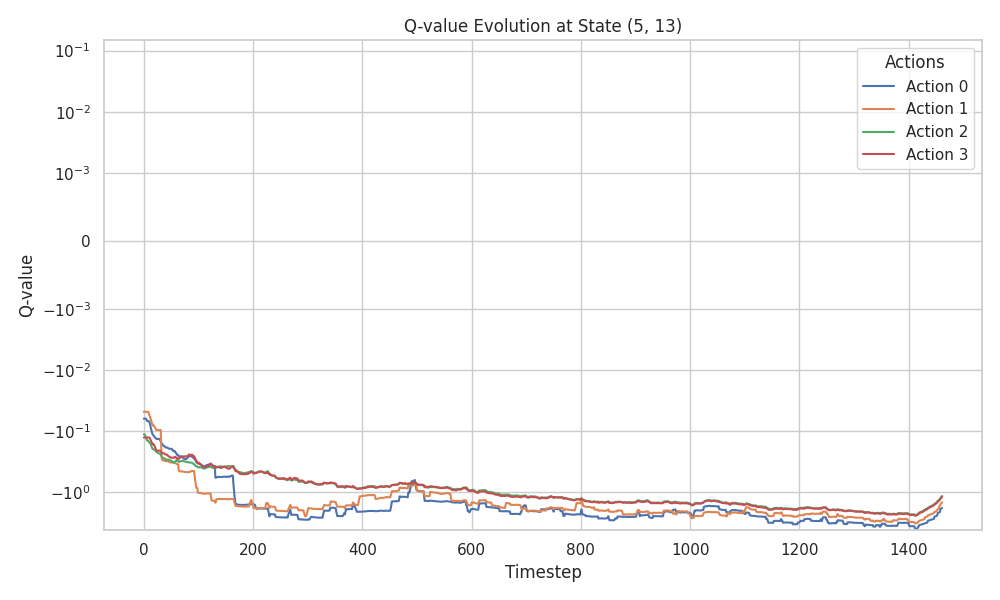 Q-value Evolution at State (5, 13)
Actions
Action 0
Action 1
Action 2
Action 3
Q-value
10⁻¹
10⁻²
10⁻³
0
−10⁻³
−10⁻²
−10⁻¹
−10⁰
0 200 400 600 800 1000 1200 1400
Timestep